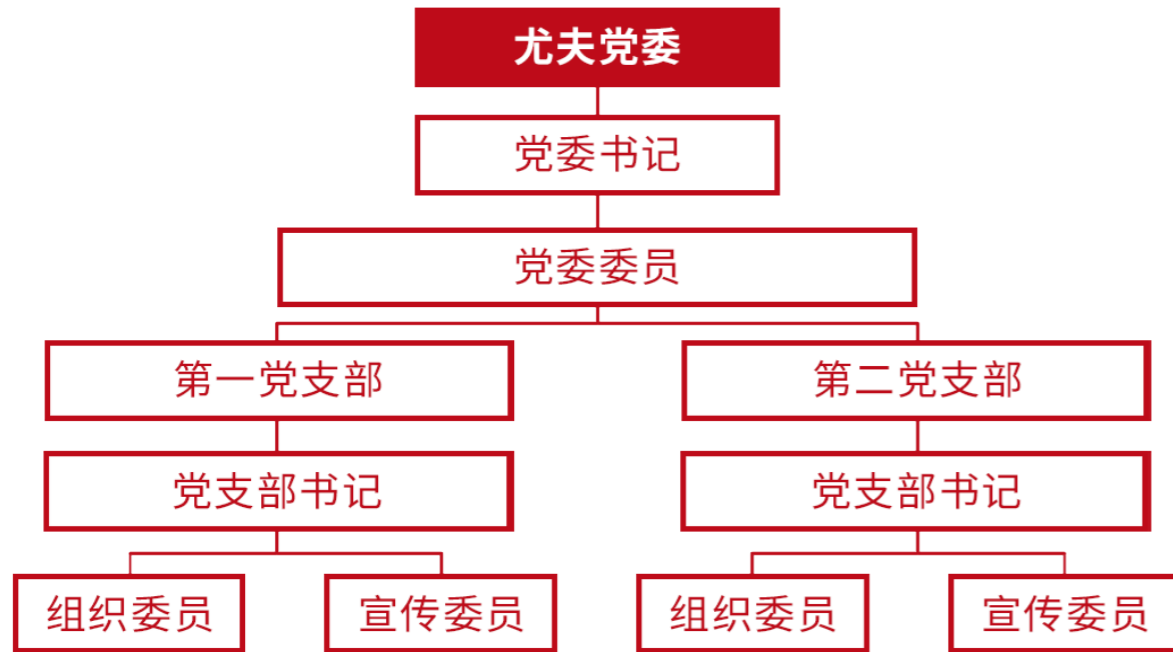 尤夫党委
党委书记
党委委员
第一党支部
第二党支部
党支部书记
党支部书记
组织委员
宣传委员
组织委员
宣传委员